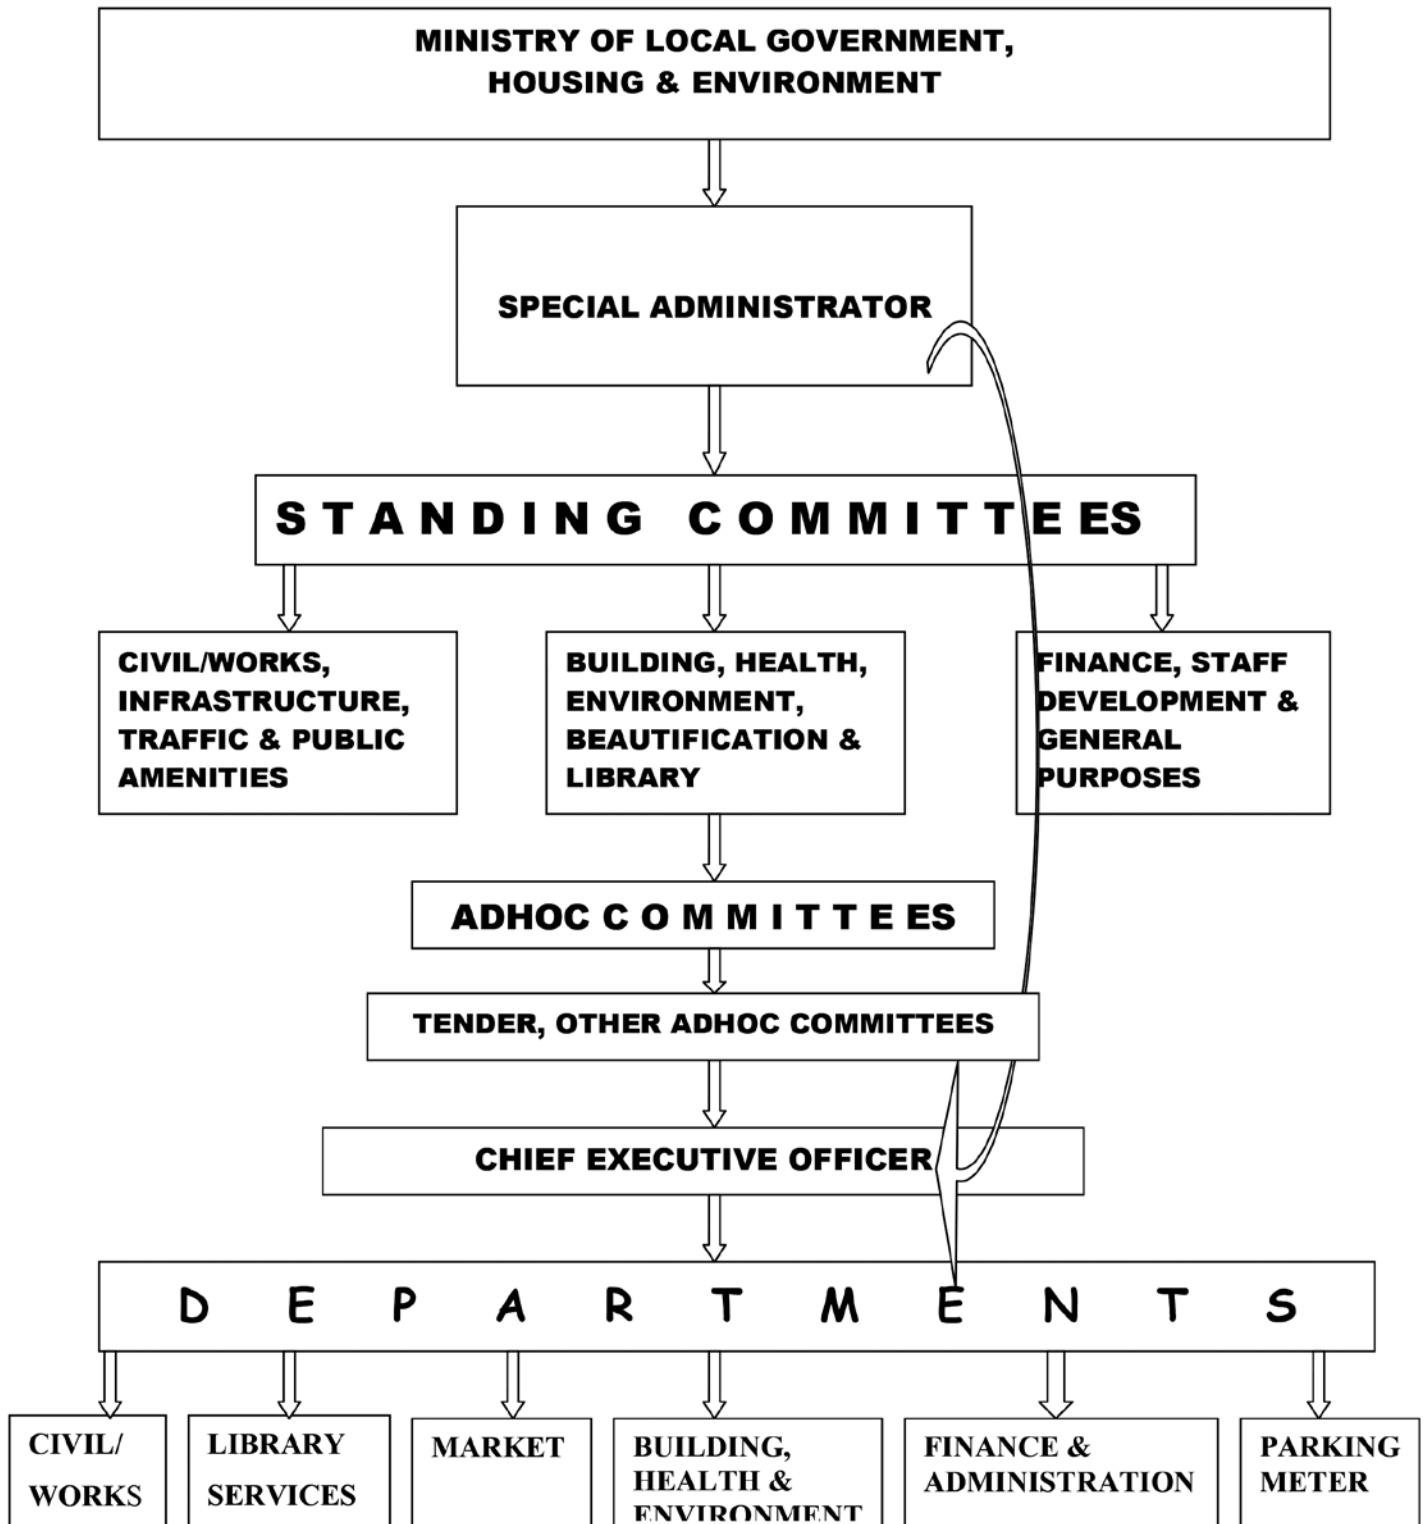 MINISTRY OF LOCAL GOVERNMENT,
HOUSING & ENVIRONMENT
SPECIAL ADMINISTRATOR
STANDING COMMITTEES
CIVIL/WORKS,
INFRASTRUCTURE,
TRAFFIC & PUBLIC
AMENITIES
BUILDING, HEALTH,
ENVIRONMENT,
BEAUTIFICATION &
LIBRARY
FINANCE, STAFF
DEVELOPMENT &
GENERAL
PURPOSES
ADHOC COMMITTEES
TENDER, OTHER ADHOC COMMITTEES
CHIEF EXECUTIVE OFFICER
DEPARTMENTS
CIVIL/
WORKS
LIBRARY
SERVICES
MARKET
BUILDING,
HEALTH &
ENVIRONMENT
FINANCE &
ADMINISTRATION
PARKING
METER